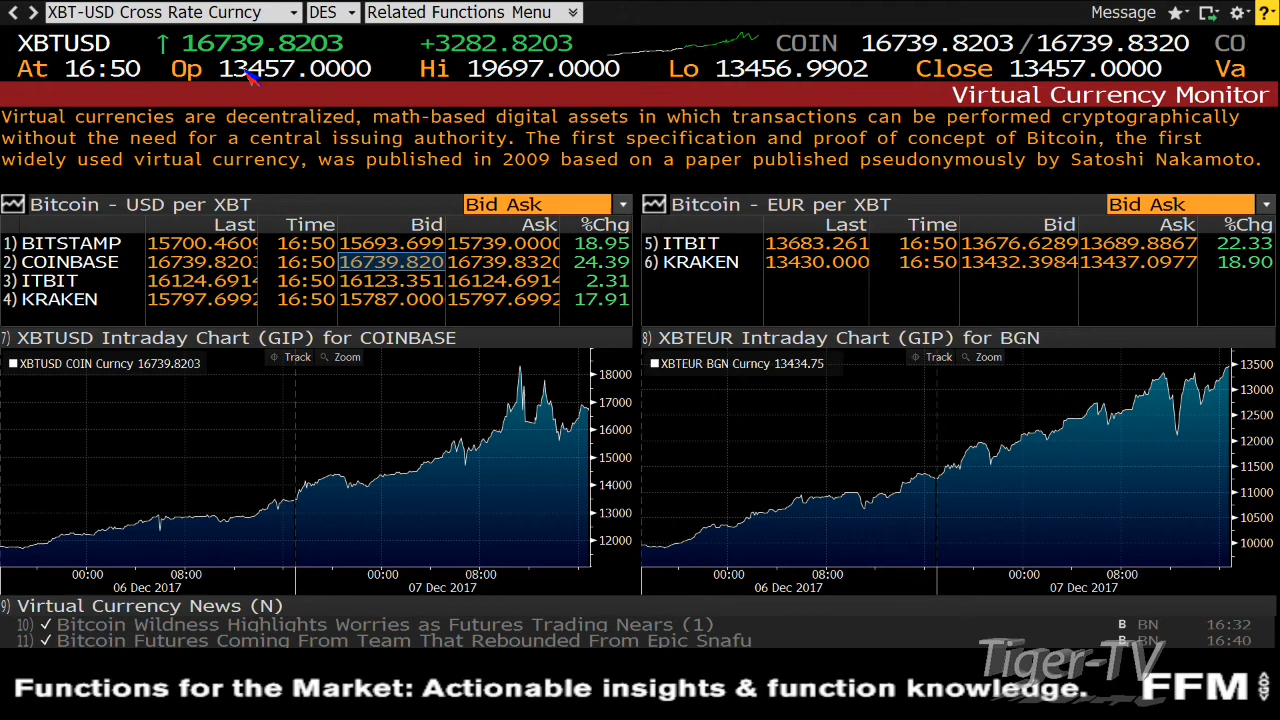 XBT-USD Cross Rate Curncy DES Related Functions Menu Message ?
XBTUSD ↑ 16739.8203 +3282.8203 COIN 16739.8203/16739.8320 CO
At 16:50 Op 13457.0000 Hi 19697.0000 Lo 13456.9902 Close 13457.0000 Va
Virtual Currency Monitor
Virtual currencies are decentralized, math-based digital assets in which transactions can be performed cryptographically
without the need for a central issuing authority. The first specification and proof of concept of Bitcoin, the first
widely used virtual currency, was published in 2009 based on a paper published pseudonymously by Satoshi Nakamoto.
Bitcoin - USD per XBT Bid Ask
Last Time Bid Ask %Chg
1) BITSTAMP 15700.4609 16:50 15693.699 15739.0000 18.95
2) COINBASE 16739.8203 16:50 16739.820 16739.8320 24.39
3) ITBIT 16124.6914 16:50 16123.351 16124.6914 2.31
4) KRAKEN 15797.6992 16:50 15787.000 15797.6992 17.91
Bitcoin - EUR per XBT Bid Ask
Last Time Bid Ask %Chg
5) ITBIT 13683.261 16:50 13676.6289 13689.8867 22.33
6) KRAKEN 13430.000 16:50 13432.3984 13437.0977 18.90
7) XBTUSD Intraday Chart (GIP) for COINBASE
XBTUSD COIN Curncy 16739.8203 Track Zoom
18000
17000
16000
15000
14000
13000
12000
00:00 08:00 00:00 08:00
06 Dec 2017 07 Dec 2017
8) XBTEUR Intraday Chart (GIP) for BGN
XBTEUR BGN Curncy 13434.75 Track Zoom
13500
13000
12500
12000
11500
11000
10500
10000
00:00 08:00 00:00 08:00
06 Dec 2017 07 Dec 2017
9) Virtual Currency News (N)
10) ✓ Bitcoin Wildness Highlights Worries as Futures Trading Nears (1) B BN 16:32
11) ✓ Bitcoin Futures Coming From Team That Rebounded From Epic Snafu B BN 16:40
Tiger-TV
Functions for the Market: Actionable insights & function knowledge. FFM